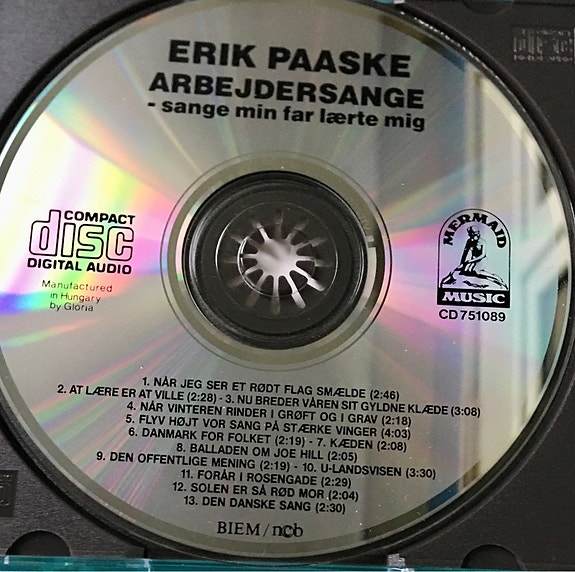 ERIK PAASKE
ARBEJDERSANGE
- sange min far lærte mig
COMPACT
disc
DIGITAL AUDIO
Manufactured
in Hungary
by Gloria
MERMAID
MUSIC
CD 751089
1. NÅR JEG SER ET RØDT FLAG SMÆLDE (2:46)
2. AT LÆRE ER AT VILLE (2:28) - 3. NU BREDER VÅREN SIT GYLDNE KLÆDE (3:08)
4. NÅR VINTEREN RINDER I GRØFT OG I GRAV (2:18)
5. FLYV HØJT VOR SANG PÅ STÆRKE VINGER (4:03)
6. DANMARK FOR FOLKET (2:19) - 7. KÆDEN (2:08)
8. BALLADEN OM JOE HILL (2:05)
9. DEN OFFENTLIGE MENING (2:19) - 10. U-LANDSVISEN (3:30)
11. FORÅR I ROSENGADE (2:29)
12. SOLEN ER SÅ RØD MOR (2:04)
13. DEN DANSKE SANG (2:30)
BIEM/ncb